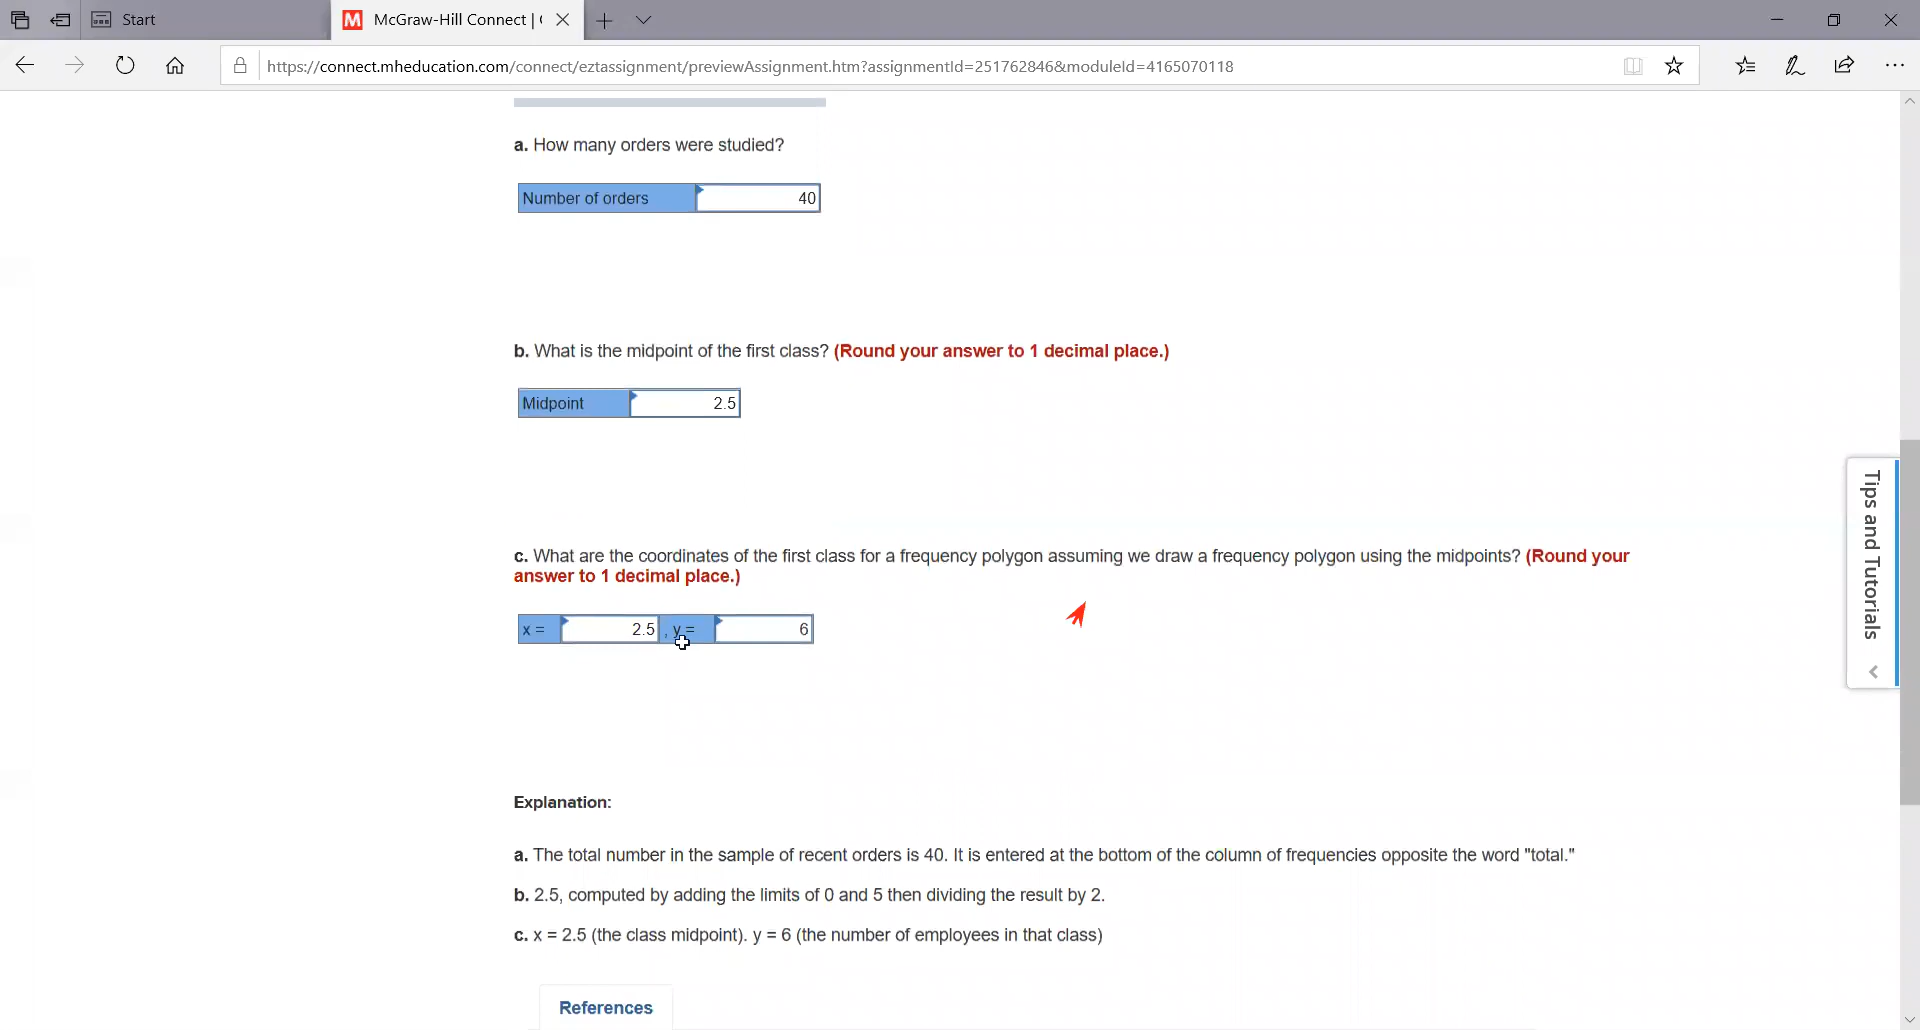 Start
McGraw-Hill Connect | (
https://connect.mheducation.com/connect/eztassignment/previewAssignment.htm?assignmentId=251762846&moduleId=4165070118
a. How many orders were studied?
Number of orders 40
b. What is the midpoint of the first class? (Round your answer to 1 decimal place.)
Midpoint 2.5
c. What are the coordinates of the first class for a frequency polygon assuming we draw a frequency polygon using the midpoints? (Round your
answer to 1 decimal place.)
x = 2.5 , y = 6
Tips and Tutorials
Explanation:
a. The total number in the sample of recent orders is 40. It is entered at the bottom of the column of frequencies opposite the word "total."
b. 2.5, computed by adding the limits of 0 and 5 then dividing the result by 2.
c. x = 2.5 (the class midpoint). y = 6 (the number of employees in that class)
References